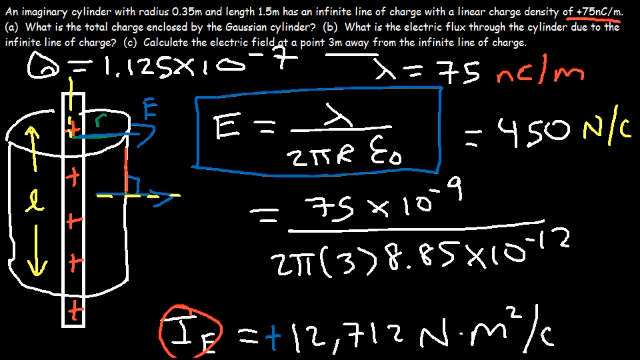 An imaginary cylinder with radius 0.35m and length 1.5m has an infinite line of charge with a linear charge density of +75nC/m.
(a) What is the total charge enclosed by the Gaussian cylinder? (b) What is the electric flux through the cylinder due to the
infinite line of charge? (c) Calculate the electric field at a point 3m away from the infinite line of charge.
Q = 1.125×10⁻⁷ — λ = 75 nC/m
E = λ / 2πR ε₀ = 450 N/C
= 75 × 10⁻⁹ / 2π(3) 8.85×10⁻¹²
Φ_E = +12,712 N·m²/C
r E
+
+
l
+
+
+